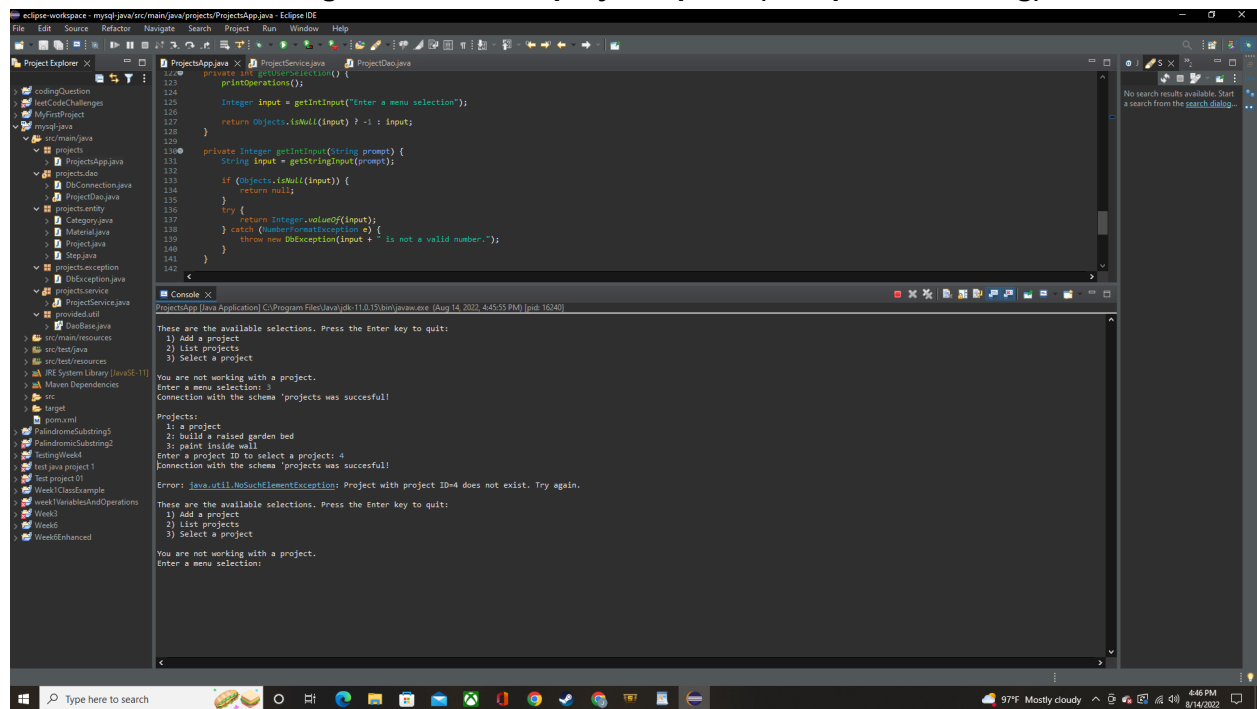 eclipse-workspace - mysql-java/src/main/java/projects/ProjectsApp.java - Eclipse IDE
File Edit Source Refactor Navigate Search Project Run Window Help
Project Explorer
codingQuestion
leetCodeChallenges
MyFirstProject
mysql-java
src/main/java
projects
ProjectsApp.java
projects.dao
DbConnection.java
ProjectDao.java
projects.entity
Category.java
Material.java
Project.java
Step.java
projects.exception
DbException.java
projects.service
ProjectService.java
provided.util
DaoBase.java
src/main/resources
src/test/java
src/test/resources
JRE System Library [JavaSE-11]
Maven Dependencies
src
target
pom.xml
PalindromeSubstring5
PalindromicSubstring2
TestingWeek4
test java project 1
Test project 01
Week1ClassExample
week1VariablesAndOperations
Week3
Week6
Week6Enhanced
ProjectsApp.java ProjectService.java ProjectDao.java
122 private int getUserSelection() {
123 printOperations();
124
125 Integer input = getIntInput("Enter a menu selection");
126
127 return Objects.isNull(input) ? -1 : input;
128 }
129
130 private Integer getIntInput(String prompt) {
131 String input = getStringInput(prompt);
132
133 if (Objects.isNull(input)) {
134 return null;
135 }
136 try {
137 return Integer.valueOf(input);
138 } catch (NumberFormatException e) {
139 throw new DbException(input + " is not a valid number.");
140 }
141 }
142
Console
ProjectsApp [Java Application] C:\Program Files\Java\jdk-11.0.15\bin\javaw.exe (Aug 14, 2022, 4:45:55 PM) [pid: 16240]
These are the available selections. Press the Enter key to quit:
1) Add a project
2) List projects
3) Select a project
You are not working with a project.
Enter a menu selection: 3
Connection with the schema 'projects was succesful!
Projects:
1: a project
2: build a raised garden bed
3: paint inside wall
Enter a project ID to select a project: 4
Connection with the schema 'projects was succesful!
Error: java.util.NoSuchElementException: Project with project ID=4 does not exist. Try again.
These are the available selections. Press the Enter key to quit:
1) Add a project
2) List projects
3) Select a project
You are not working with a project.
Enter a menu selection:
J S
No search results available. Start
a search from the search dialog...
Type here to search
97°F Mostly cloudy
4:46 PM
8/14/2022